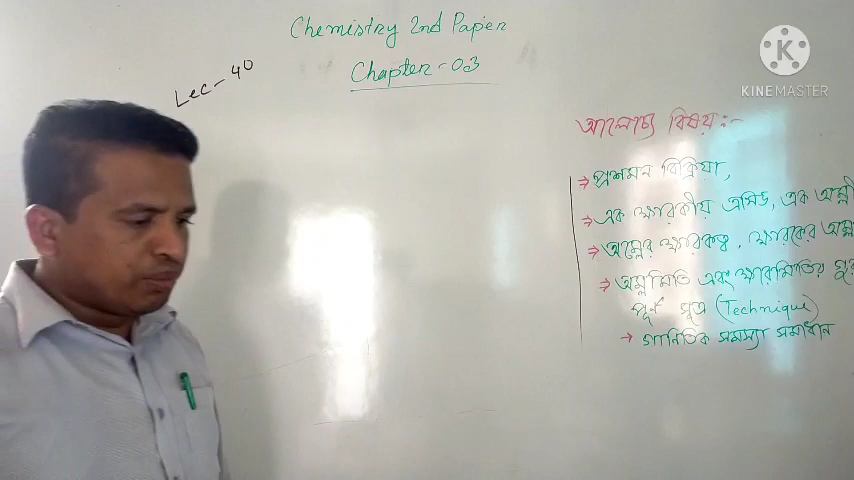 Chemistry 2nd Paper
Chapter-03
Lec-40
KINEMASTER
আলোচ্য বিষয়:-
⇒ প্রশমন বিক্রিয়া,
⇒ এক ক্ষারকীয় এসিড, এক অম্লী
⇒ অম্লের ক্ষারকত্ব, ক্ষারকের অম্ল
⇒ অম্লমিতি এবং ক্ষারমিতির
পূর্ণ সূত্র (Technique)
→ গানিতিক সমস্যা সমাধান